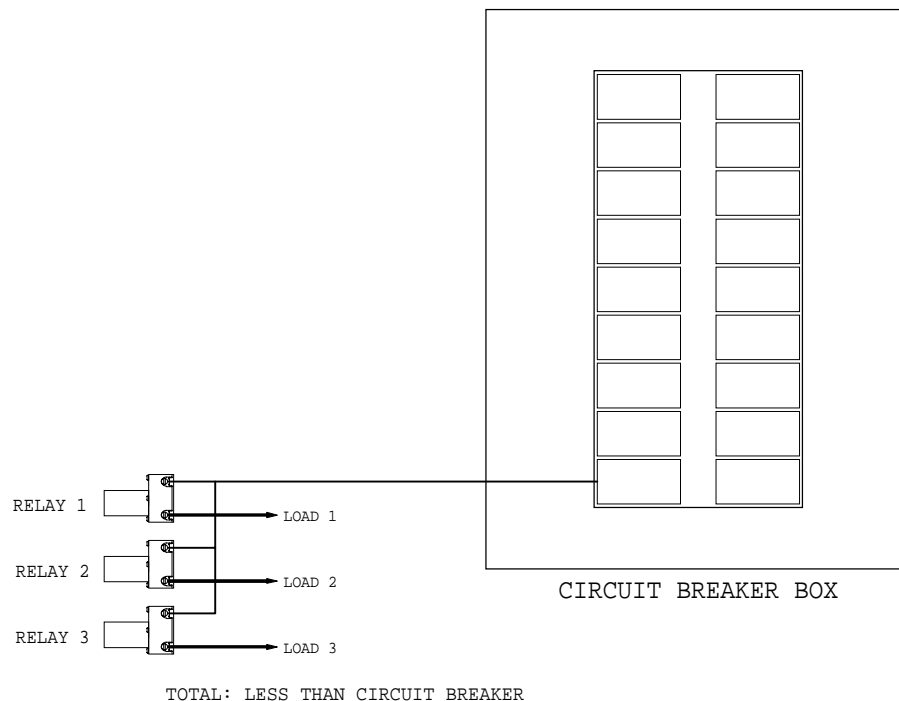 RELAY 1
LOAD 1
RELAY 2
LOAD 2
CIRCUIT BREAKER BOX
RELAY 3
LOAD 3
TOTAL: LESS THAN CIRCUIT BREAKER